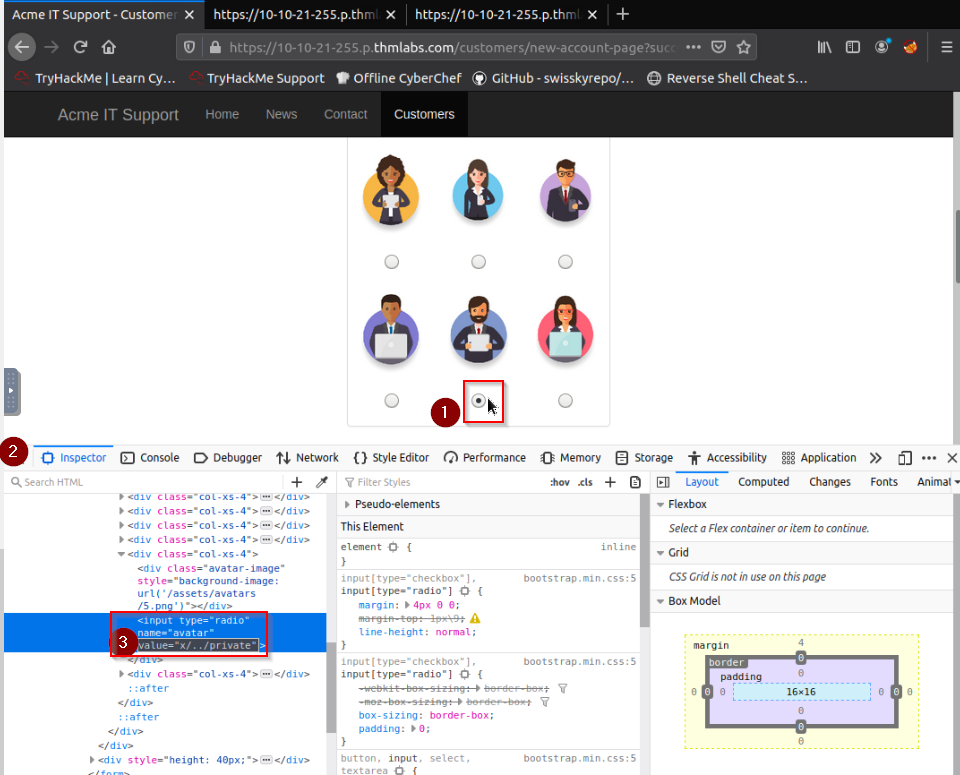 Acme IT Support - Customer
https://10-10-21-255.p.thml
https://10-10-21-255.p.thml
https://10-10-21-255.p.thmlabs.com/customers/new-account-page?succ
TryHackMe | Learn Cy…
TryHackMe Support
Offline CyberChef
GitHub - swisskyrepo/…
Reverse Shell Cheat S…
Acme IT Support
Home
News
Contact
Customers
1
2
Inspector
Console
Debugger
Network
Style Editor
Performance
Memory
Storage
Accessibility
Application
Search HTML
Filter Styles
:hov
.cls
Layout
Computed
Changes
Fonts
Animat
<div class="col-xs-4"> </div>
<div class="col-xs-4"> </div>
<div class="col-xs-4"> </div>
<div class="col-xs-4"> </div>
<div class="col-xs-4">
<div class="avatar-image"
style="background-image:
url('/assets/avatars
/5.png')"></div>
<input type="radio"
name="avatar"
3
value="x/../private">
</div>
<div class="col-xs-4"> </div>
::after
</div>
::after
</div>
</div>
<div style="height: 40px;"> </div>
</form>
Pseudo-elements
This Element
element {
inline
}
input[type="checkbox"],
bootstrap.min.css:5
input[type="radio"] {
margin: 4px 0 0;
margin-top: 1px\9;
line-height: normal;
}
input[type="checkbox"],
bootstrap.min.css:5
input[type="radio"] {
-webkit-box-sizing: border-box;
-moz-box-sizing: border-box;
box-sizing: border-box;
padding: 0;
}
button, input, select,
bootstrap.min.css:5
textarea {
Flexbox
Select a Flex container or item to continue.
Grid
CSS Grid is not in use on this page
Box Model
margin
4
border
0
padding
0
0 0 0
16×16
0 0 0
0
0
0